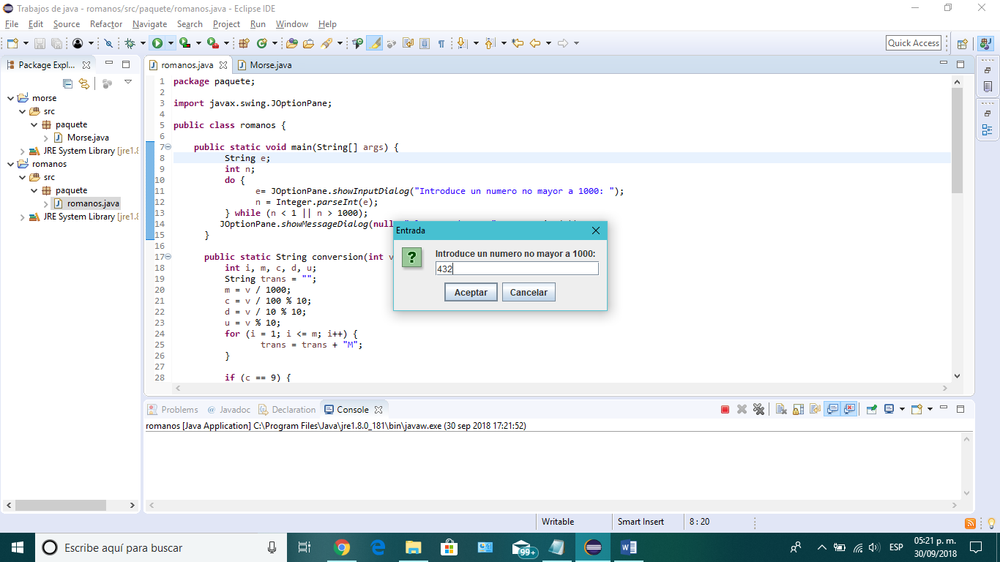 Trabajos de java - romanos/src/paquete/romanos.java - Eclipse IDE
File Edit Source Refactor Navigate Search Project Run Window Help
Quick Access
Package Expl...
morse
src
paquete
Morse.java
JRE System Library [jre1.8
romanos
src
paquete
romanos.java
JRE System Library [jre1.8
romanos.java Morse.java
1 package paquete;
2
3 import javax.swing.JOptionPane;
4
5 public class romanos {
6
7 public static void main(String[] args) {
8 String e;
9 int n;
10 do {
11 e= JOptionPane.showInputDialog("Introduce un numero no mayor a 1000: ");
12 n = Integer.parseInt(e);
13 } while (n < 1 || n > 1000);
14 JOptionPane.showMessageDialog(null
15 }
16
17 public static String conversion(int v
18 int i, m, c, d, u;
19 String trans = "";
20 m = v / 1000;
21 c = v / 100 % 10;
22 d = v / 10 % 10;
23 u = v % 10;
24 for (i = 1; i <= m; i++) {
25 trans = trans + "M";
26 }
27
28 if (c == 9) {
Entrada
?
Introduce un numero no mayor a 1000:
432
Aceptar Cancelar
Problems @ Javadoc Declaration Console
romanos [Java Application] C:\Program Files\Java\jre1.8.0_181\bin\javaw.exe (30 sep 2018 17:21:52)
Writable Smart Insert 8 : 20
Escribe aquí para buscar
99+
ESP
05:21 p. m.
30/09/2018